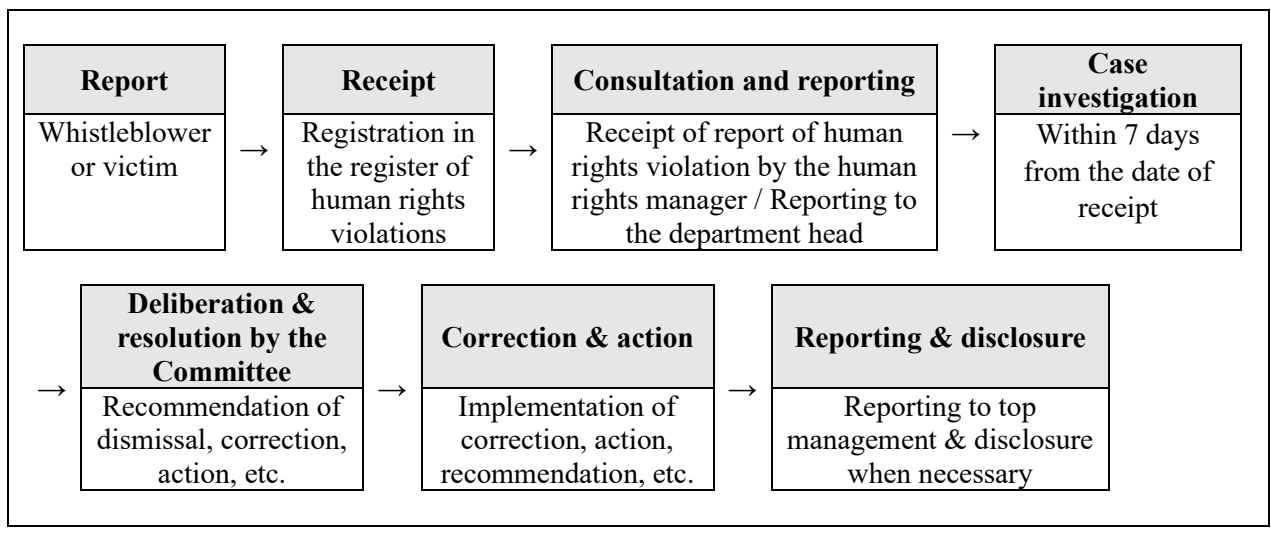 Report
Whistleblower
or victim
→
Receipt
Registration in
the register of
human rights
violations
→
Consultation and reporting
Receipt of report of human
rights violation by the human
rights manager / Reporting to
the department head
→
Case
investigation
Within 7 days
from the date of
receipt
→
Deliberation &
resolution by the
Committee
Recommendation of
dismissal, correction,
action, etc.
→
Correction & action
Implementation of
correction, action,
recommendation, etc.
→
Reporting & disclosure
Reporting to top
management & disclosure
when necessary